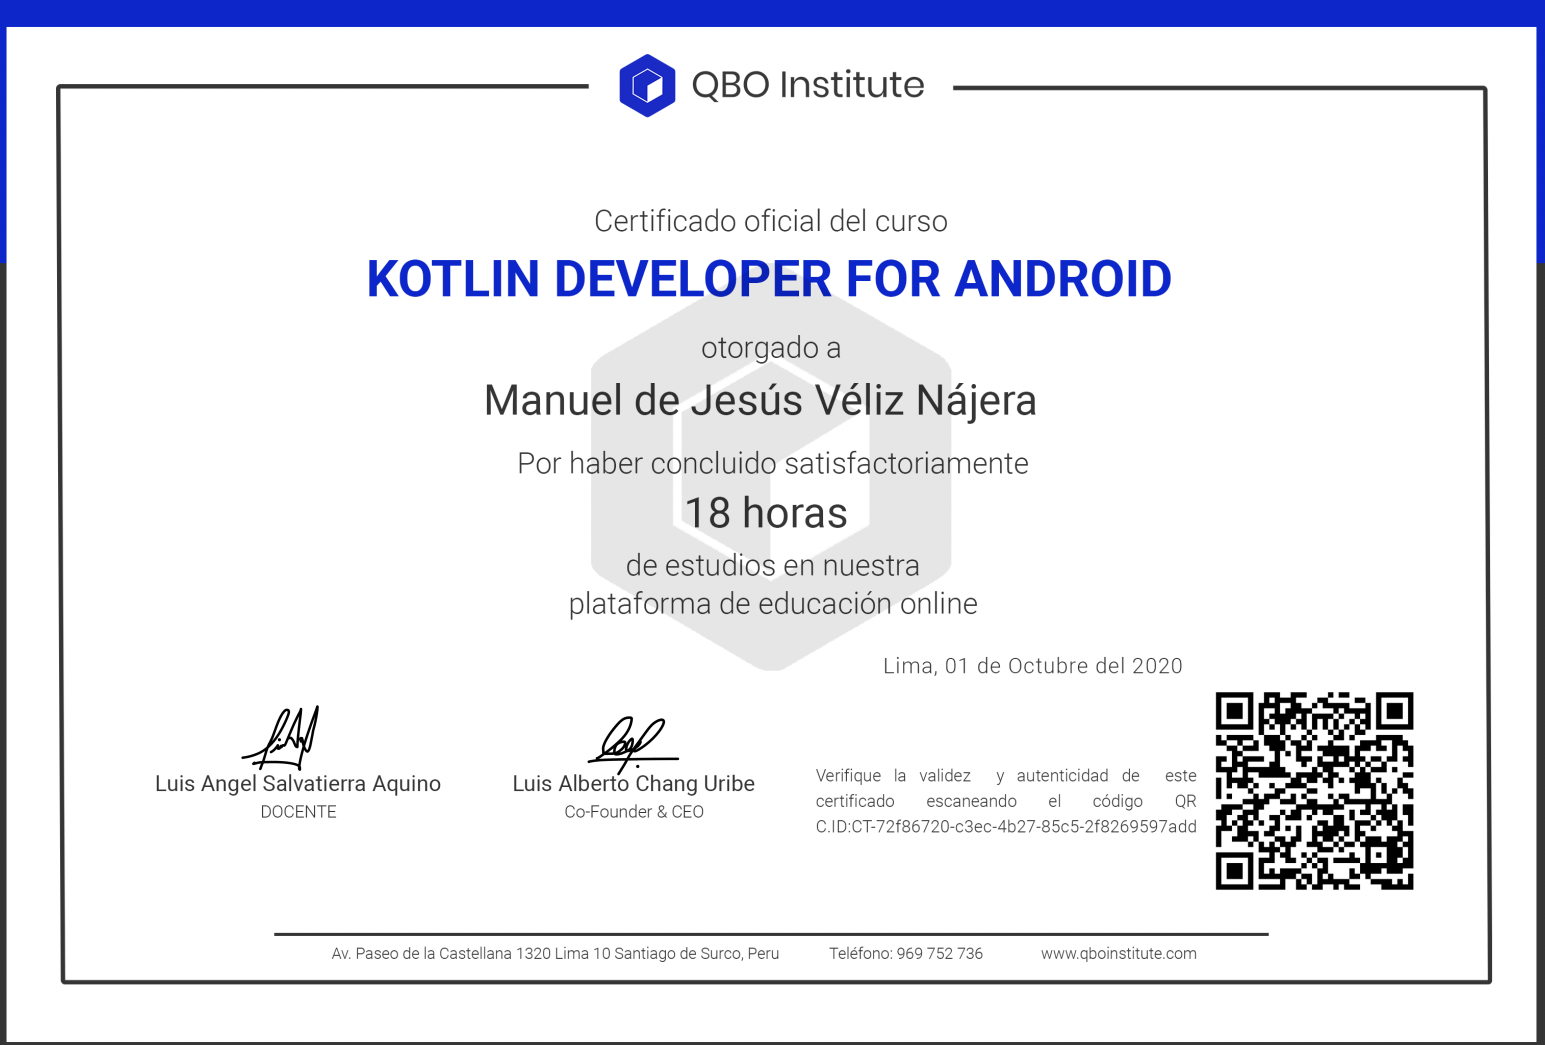 QBO Institute
Certificado oficial del curso
KOTLIN DEVELOPER FOR ANDROID
otorgado a
Manuel de Jesús Véliz Nájera
Por haber concluido satisfactoriamente
18 horas
de estudios en nuestra
plataforma de educación online
Lima, 01 de Octubre del 2020
Luis Angel Salvatierra Aquino
DOCENTE
Luis Alberto Chang Uribe
Co-Founder & CEO
Verifique la validez y autenticidad de este
certificado escaneando el código QR
C.ID:CT-72f86720-c3ec-4b27-85c5-2f8269597add
Av. Paseo de la Castellana 1320 Lima 10 Santiago de Surco, Peru Teléfono: 969 752 736 www.qboinstitute.com